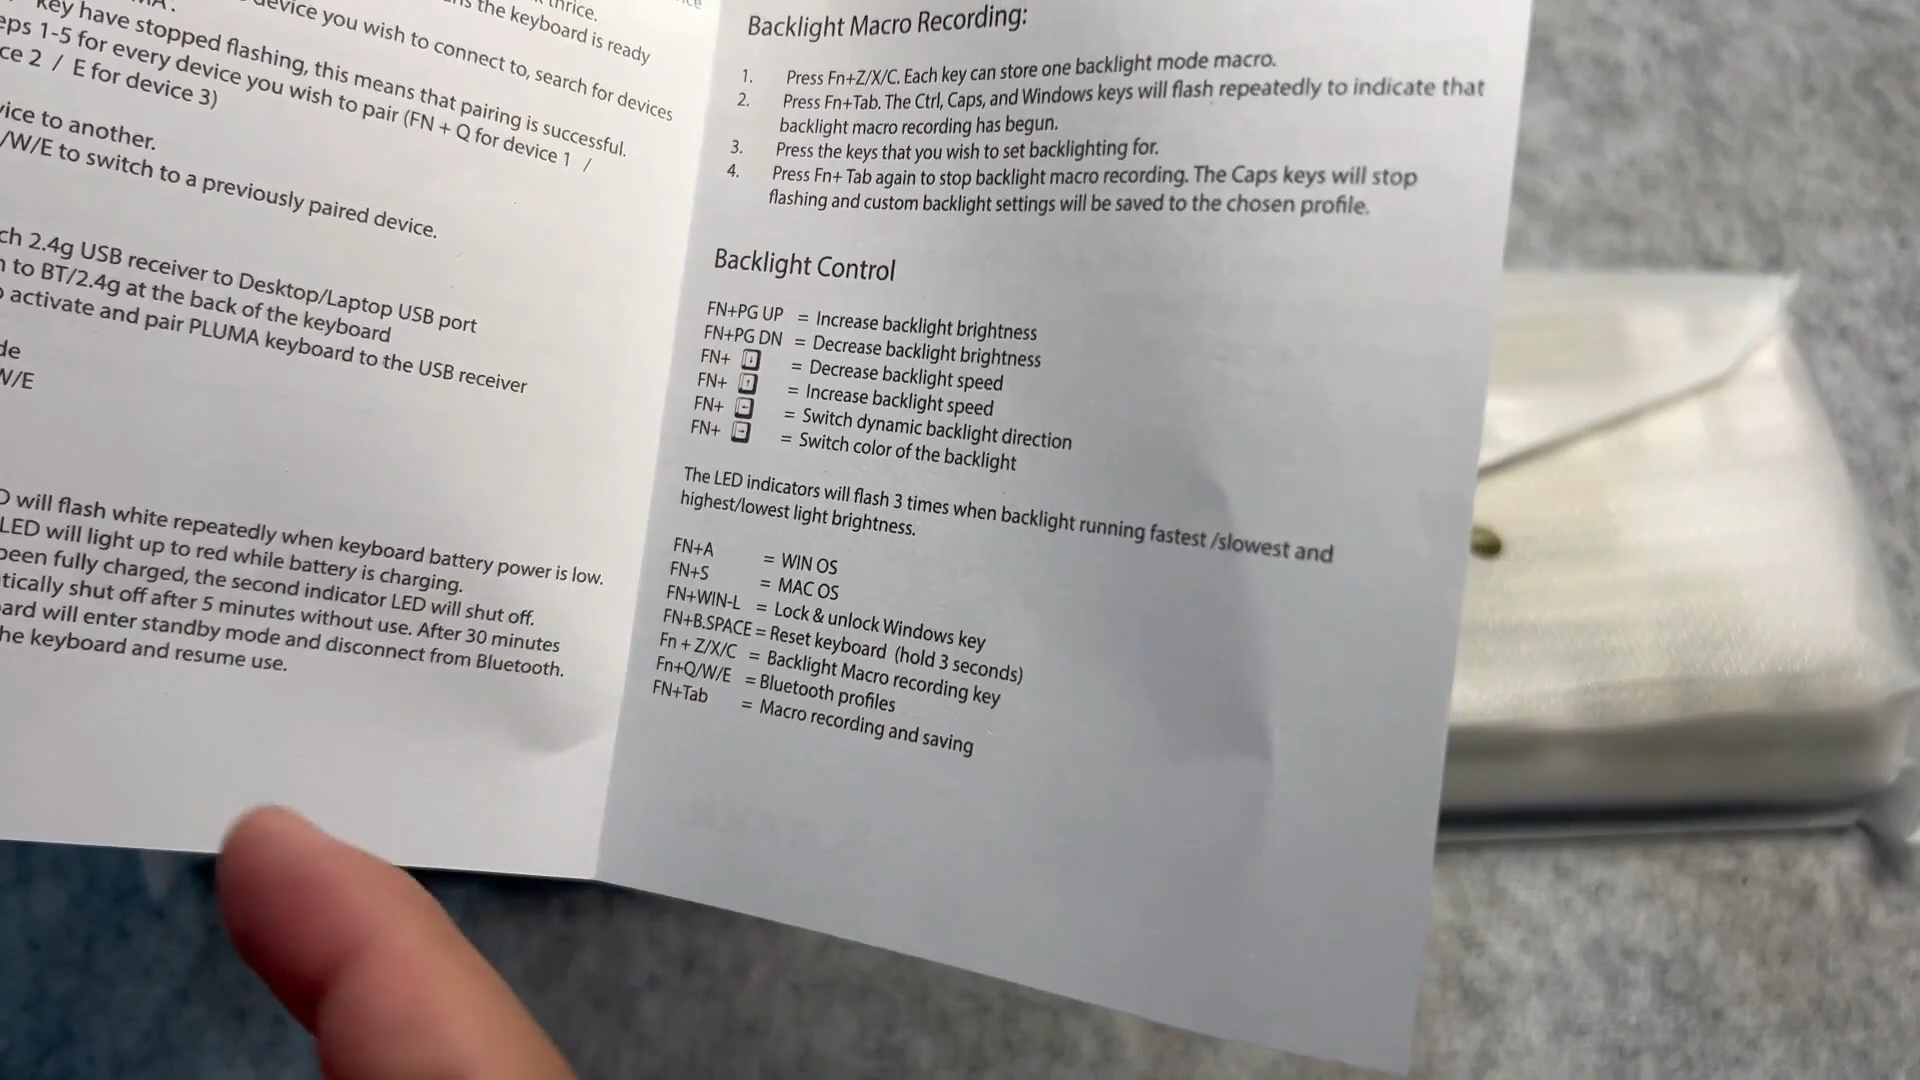 thrice.
s the keyboard is ready
device you wish to connect to, search for devices
key have stopped flashing, this means that pairing is successful.
eps 1-5 for every device you wish to pair (FN + Q for device 1 /
ce 2 / E for device 3)
vice to another.
/W/E to switch to a previously paired device.
ch 2.4g USB receiver to Desktop/Laptop USB port
n to BT/2.4g at the back of the keyboard
o activate and pair PLUMA keyboard to the USB receiver
de
W/E
D will flash white repeatedly when keyboard battery power is low.
LED will light up to red while battery is charging.
been fully charged, the second indicator LED will shut off.
tically shut off after 5 minutes without use. After 30 minutes
ard will enter standby mode and disconnect from Bluetooth.
he keyboard and resume use.
Backlight Macro Recording:
1. Press Fn+Z/X/C. Each key can store one backlight mode macro.
2. Press Fn+Tab. The Ctrl, Caps, and Windows keys will flash repeatedly to indicate that
backlight macro recording has begun.
3. Press the keys that you wish to set backlighting for.
4. Press Fn+ Tab again to stop backlight macro recording. The Caps keys will stop
flashing and custom backlight settings will be saved to the chosen profile.
Backlight Control
FN+PG UP = Increase backlight brightness
FN+PG DN = Decrease backlight brightness
FN+ ↓ = Decrease backlight speed
FN+ ↑ = Increase backlight speed
FN+ ← = Switch dynamic backlight direction
FN+ → = Switch color of the backlight
The LED indicators will flash 3 times when backlight running fastest /slowest and
highest/lowest light brightness.
FN+A = WIN OS
FN+S = MAC OS
FN+WIN-L = Lock & unlock Windows key
FN+B.SPACE = Reset keyboard (hold 3 seconds)
Fn + Z/X/C = Backlight Macro recording key
Fn+Q/W/E = Bluetooth profiles
FN+Tab = Macro recording and saving